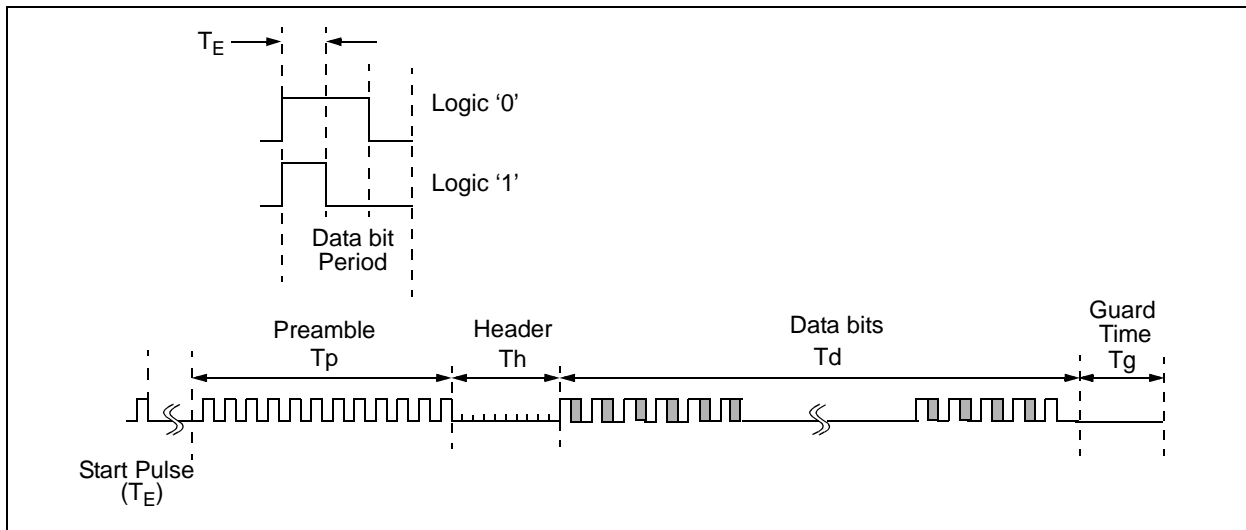 TE
Logic ‘0’
Logic ‘1’
Data bit
Period
Preamble
Tp
Header
Th
Data bits
Td
Guard
Time
Tg
Start Pulse
(TE)